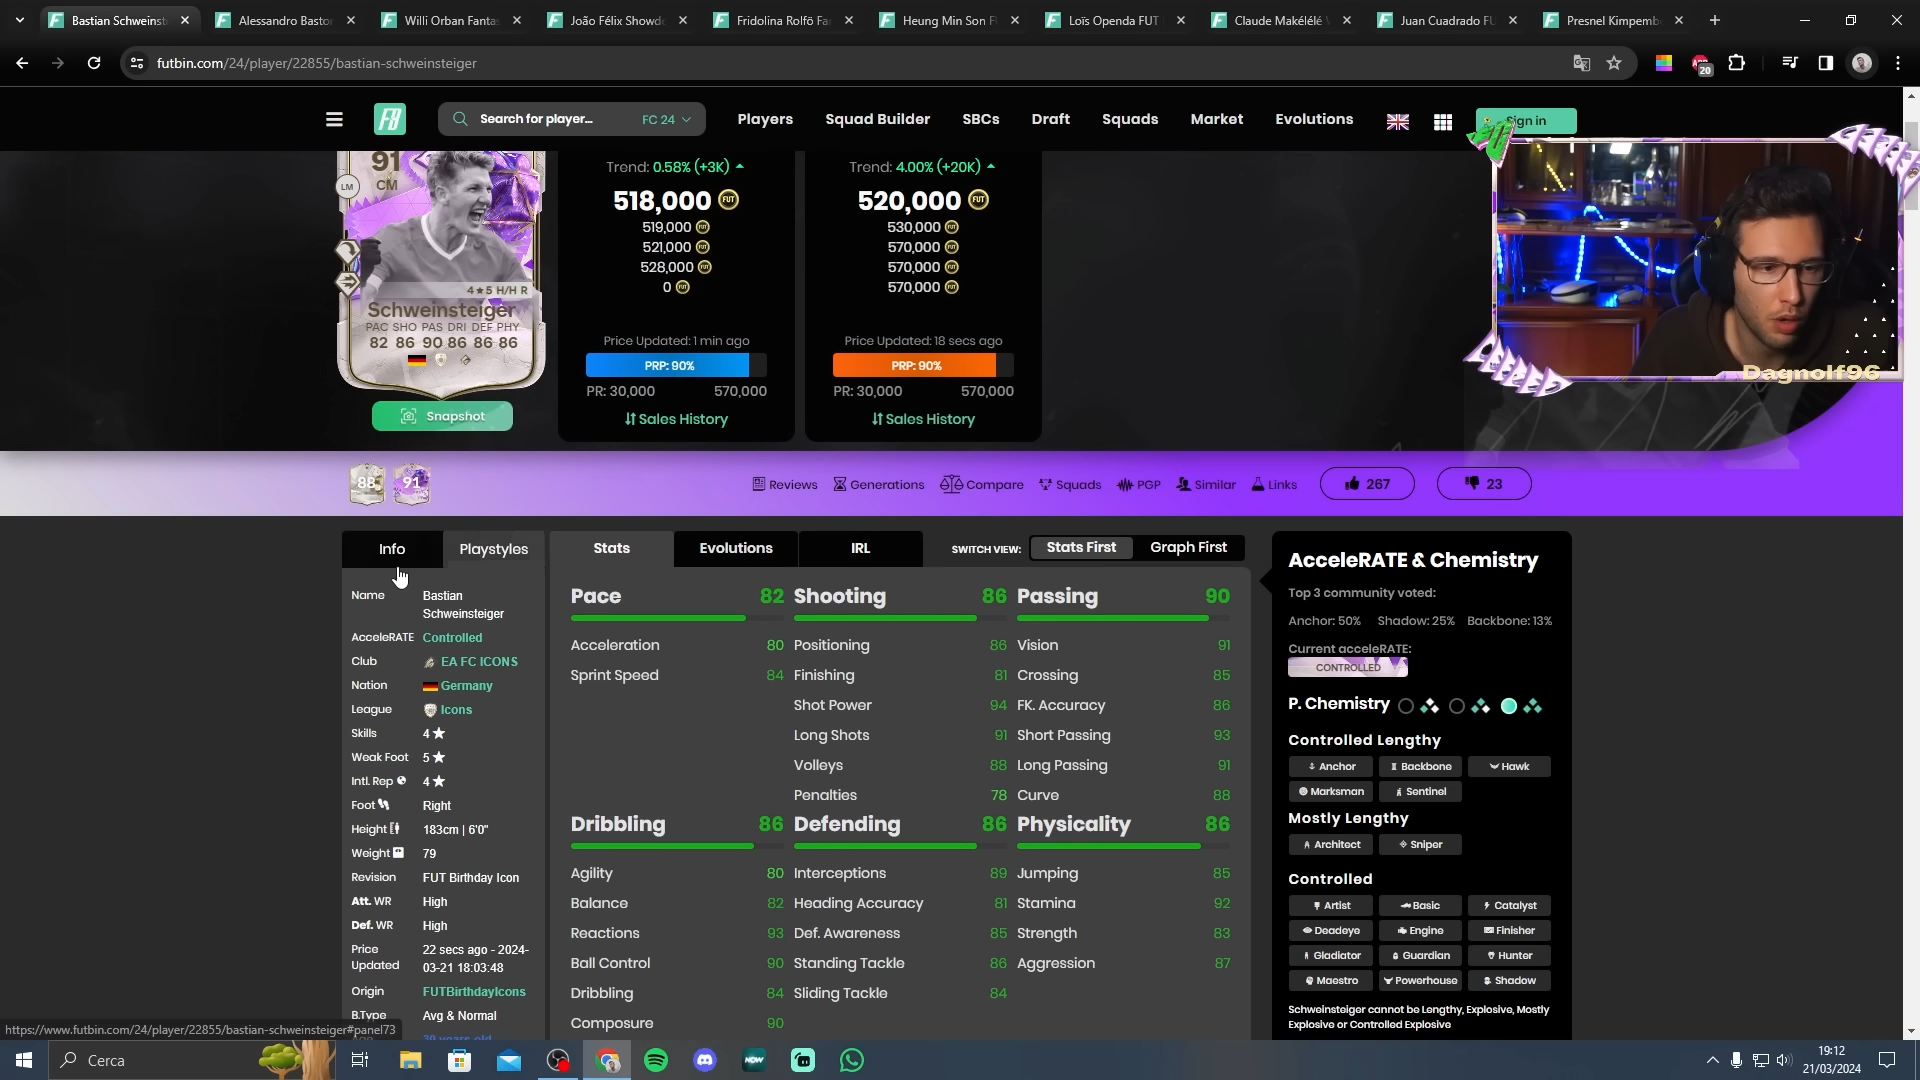 Bastian Schweinst
Alessandro Baston
Willi Orban Fantas
João Félix Showdo
Fridolina Rolfö Fan
Heung Min Son F
Loïs Openda FUT
Claude Makélélé
Juan Cuadrado FU
Presnel Kimpemb
futbin.com/24/player/22855/bastian-schweinsteiger
20
Search for player... FC 24
Players
Squad Builder
SBCs
Draft
Squads
Market
Evolutions
Sign in
91
CM
LM
4★5 H/H R
Schweinsteiger
PAC SHO PAS DRI DEF PHY
82 86 90 86 86 86
Snapshot
Trend: 0.58% (+3K)
518,000
519,000
521,000
528,000
0
Price Updated: 1 min ago
PRP: 90%
PR: 30,000 570,000
Sales History
Trend: 4.00% (+20K)
520,000
530,000
570,000
570,000
570,000
Price Updated: 18 secs ago
PRP: 90%
PR: 30,000 570,000
Sales History
Dagnolf96
88 91
Reviews Generations Compare Squads PGP Similar Links 267 23
Info Playstyles
Name Bastian Schweinsteiger
AcceleRATE Controlled
Club EA FC ICONS
Nation Germany
League Icons
Skills 4★
Weak Foot 5★
Intl. Rep 4★
Foot Right
Height 183cm | 6'0"
Weight 79
Revision FUT Birthday Icon
Att. WR High
Def. WR High
Price Updated 22 secs ago - 2024-03-21 18:03:48
Origin FUTBirthdayIcons
B.Type Avg & Normal
Stats Evolutions IRL SWITCH VIEW: Stats First Graph First
Pace 82
Acceleration 80
Sprint Speed 84
Shooting 86
Positioning 86
Finishing 81
Shot Power 94
Long Shots 91
Volleys 88
Penalties 78
Passing 90
Vision 91
Crossing 85
FK. Accuracy 86
Short Passing 93
Long Passing 91
Curve 88
Dribbling 86
Agility 80
Balance 82
Reactions 93
Ball Control 90
Dribbling 84
Composure 90
Defending 86
Interceptions 89
Heading Accuracy 81
Def. Awareness 85
Standing Tackle 86
Sliding Tackle 84
Physicality 86
Jumping 85
Stamina 92
Strength 83
Aggression 87
AcceleRATE & Chemistry
Top 3 community voted:
Anchor: 50% Shadow: 25% Backbone: 13%
Current acceleRATE:
CONTROLLED
P. Chemistry
Controlled Lengthy
Anchor Backbone Hawk
Marksman Sentinel
Mostly Lengthy
Architect Sniper
Controlled
Artist Basic Catalyst
Deadeye Engine Finisher
Gladiator Guardian Hunter
Maestro Powerhouse Shadow
Schweinsteiger cannot be Lengthy, Explosive, Mostly
Explosive or Controlled Explosive
https://www.futbin.com/24/player/22855/bastian-schweinsteiger#panel73
Cerca
NOW
19:12
21/03/2024